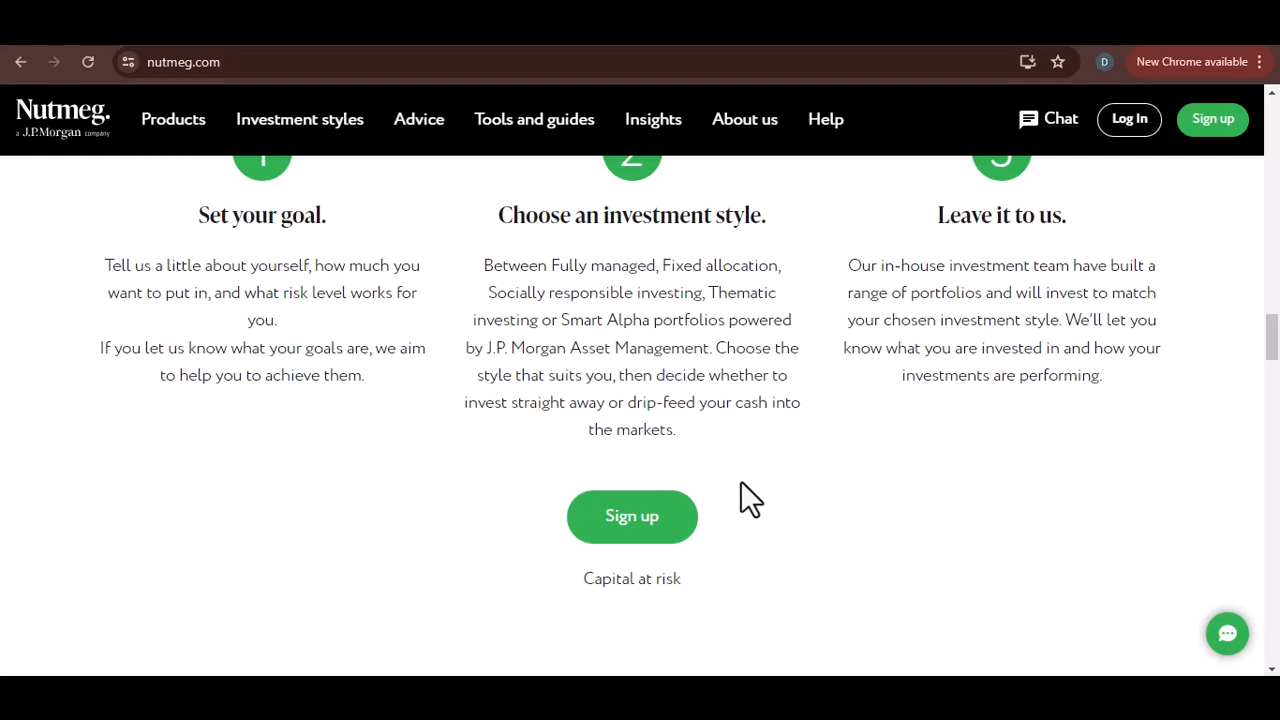 nutmeg.com
D
New Chrome available
Nutmeg.
a J.P.Morgan company
Products
Investment styles
Advice
Tools and guides
Insights
About us
Help
Chat
Log In
Sign up
1
2
3
Set your goal.
Tell us a little about yourself, how much you
want to put in, and what risk level works for
you.
If you let us know what your goals are, we aim
to help you to achieve them.
Choose an investment style.
Between Fully managed, Fixed allocation,
Socially responsible investing, Thematic
investing or Smart Alpha portfolios powered
by J.P. Morgan Asset Management. Choose the
style that suits you, then decide whether to
invest straight away or drip-feed your cash into
the markets.
Leave it to us.
Our in-house investment team have built a
range of portfolios and will invest to match
your chosen investment style. We’ll let you
know what you are invested in and how your
investments are performing.
Sign up
Capital at risk